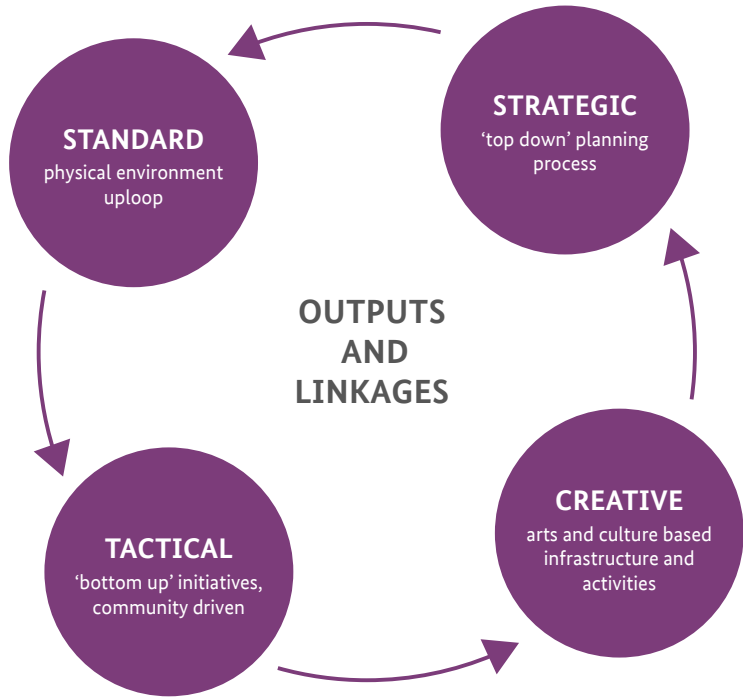 STANDARD
physical environment
uploop
STRATEGIC
‘top down’ planning
process
OUTPUTS
AND
LINKAGES
TACTICAL
‘bottom up’ initiatives,
community driven
CREATIVE
arts and culture based
infrastructure and
activities